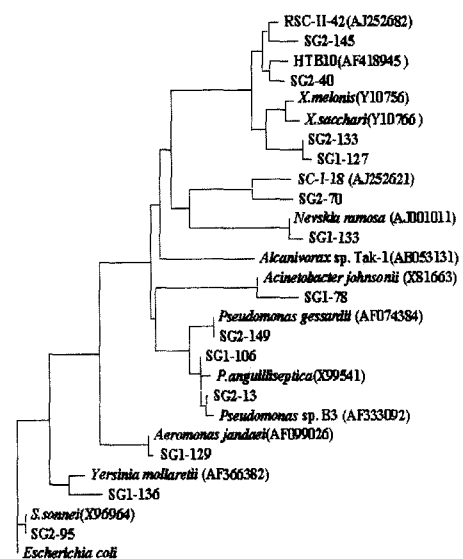 RSC-II-42(AJ252682)
SG2-145
HTB10(AF418945)
SG2-40
X.melonis(Y10756)
X.sacchari(Y10766)
SG2-133
SG1-127
SC-I-18 (AJ252621)
SG2-70
Nevskia ramosa (AJ001011)
SG1-133
Alcanivorax sp. Tak-1(AB053131)
Acinetobacter johnsonii (X81663)
SG1-78
Pseudomonas gessardii (AF074384)
SG2-149
SG1-106
P.anguilliseptica(X99541)
SG2-13
Pseudomonas sp. B3 (AF333092)
Aeromonas jandaei(AF099026)
SG1-129
Yersinia mollaretii (AF366382)
SG1-136
S.sonnei(X96964)
SG2-95
Escherichia coli